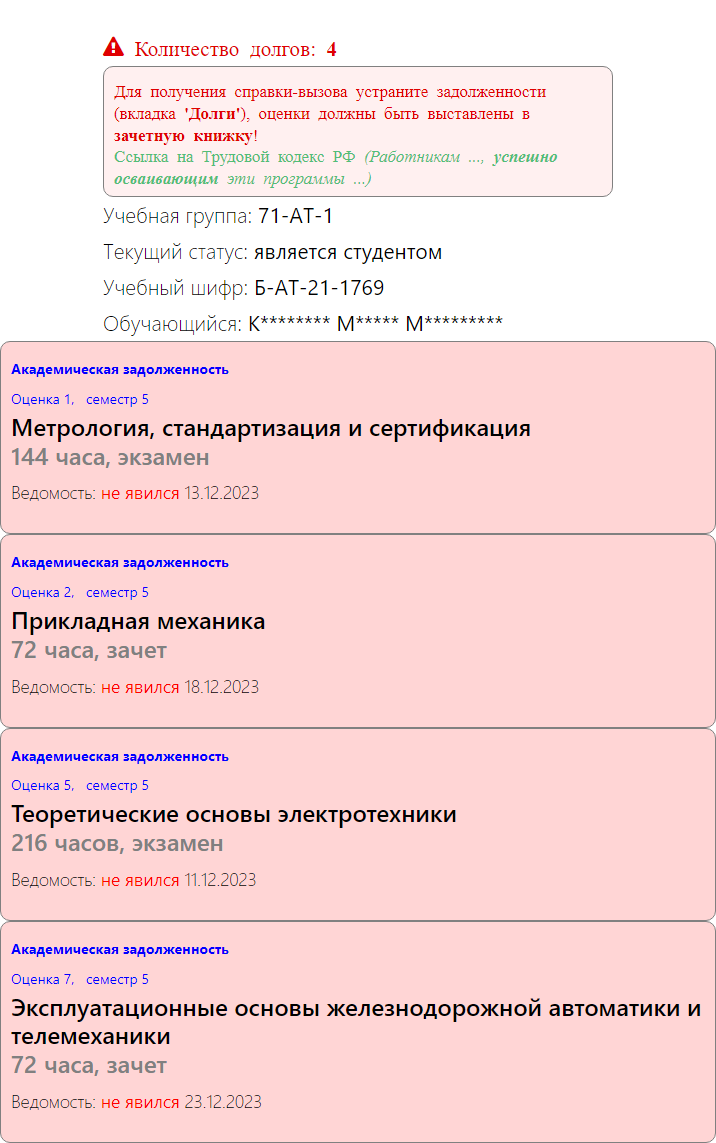 Количество долгов: 4
Для получения справки-вызова устраните задолженности
(вкладка 'Долги'), оценки должны быть выставлены в
зачетную книжку!
Ссылка на Трудовой кодекс РФ (Работникам ..., успешно
осваивающим эти программы ...)
Учебная группа: 71-АТ-1
Текущий статус: является студентом
Учебный шифр: Б-АТ-21-1769
Обучающийся: К******** М***** М*********
Академическая задолженность
Оценка 1, семестр 5
Метрология, стандартизация и сертификация
144 часа, экзамен
Ведомость: не явился 13.12.2023
Академическая задолженность
Оценка 2, семестр 5
Прикладная механика
72 часа, зачет
Ведомость: не явился 18.12.2023
Академическая задолженность
Оценка 5, семестр 5
Теоретические основы электротехники
216 часов, экзамен
Ведомость: не явился 11.12.2023
Академическая задолженность
Оценка 7, семестр 5
Эксплуатационные основы железнодорожной автоматики и
телемеханики
72 часа, зачет
Ведомость: не явился 23.12.2023